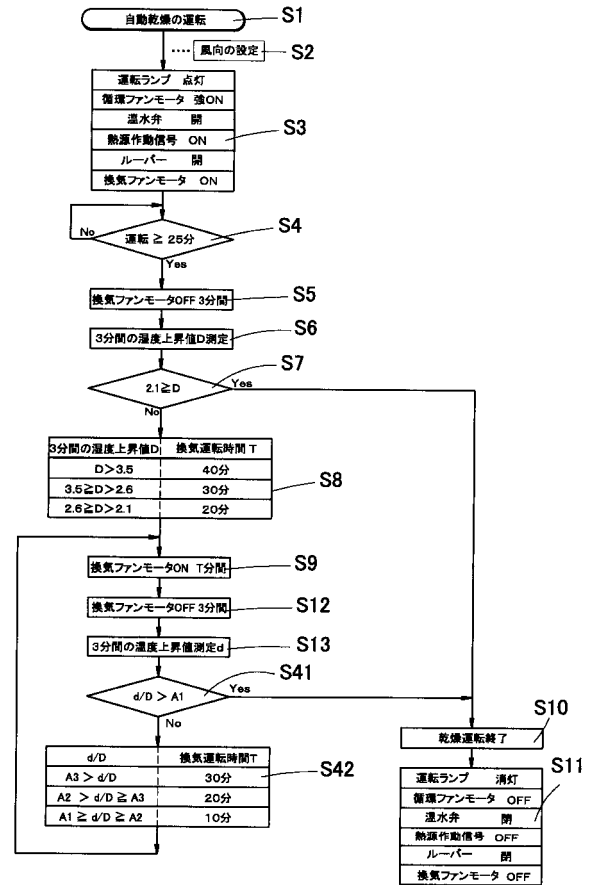 自動乾燥の運転
S1
風向の設定
S2
運転ランプ 点灯
循環ファンモータ 強ON
温水弁 開
熱源作動信号 ON
ルーバー 開
換気ファンモータ ON
S3
運転 ≧ 25分
S4
No
Yes
換気ファンモータOFF 3分間
S5
3分間の湿度上昇値D測定
S6
2.1≧D
S7
Yes
No
3分間の湿度上昇値D 換気運転時間 T
D>3.5 40分
3.5≧D>2.6 30分
2.6≧D>2.1 20分
S8
換気ファンモータON T分間
S9
換気ファンモータOFF 3分間
S12
3分間の湿度上昇値測定d
S13
d/D > A1
S41
Yes
No
d/D 換気運転時間T
A3 > d/D 30分
A2 > d/D ≧ A3 20分
A1 ≧ d/D ≧ A2 10分
S42
乾燥運転終了
S10
運転ランプ 消灯
循環ファンモータ OFF
温水弁 閉
熱源作動信号 OFF
ルーバー 閉
換気ファンモータ OFF
S11